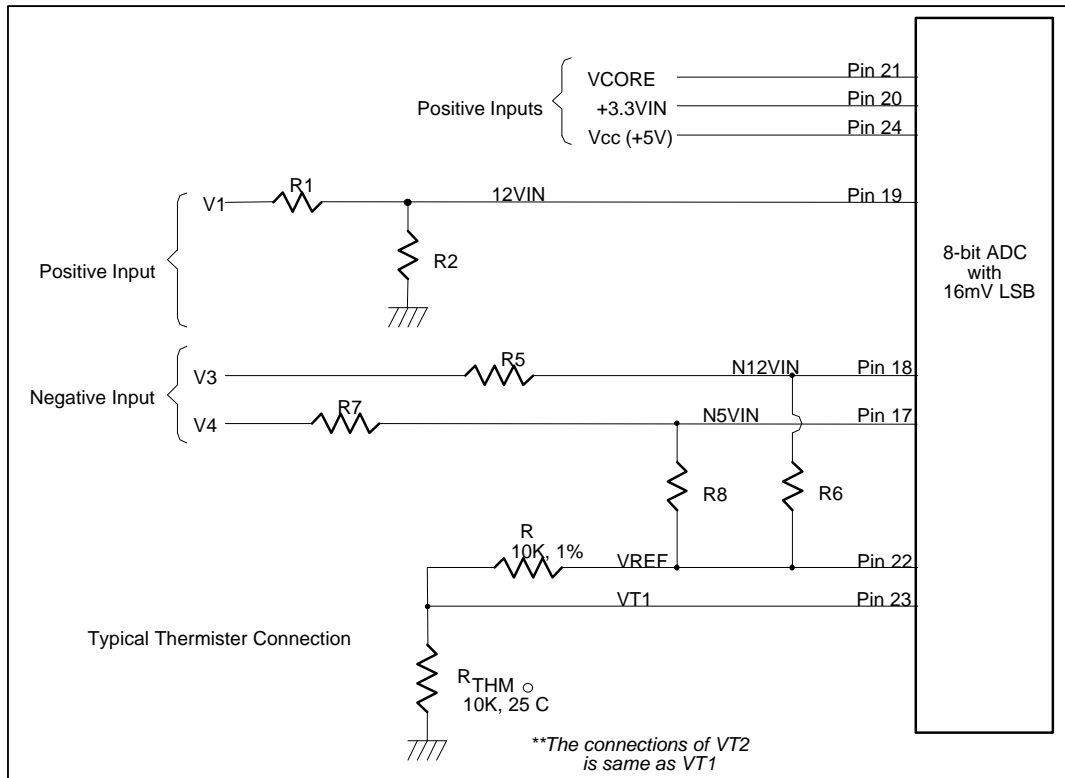 Positive Inputs
VCORE
Pin 21
+3.3VIN
Pin 20
Vcc (+5V)
Pin 24
Positive Input
V1
R1
12VIN
Pin 19
R2
8-bit ADC
with
16mV LSB
Negative Input
V3
R5
N12VIN
Pin 18
V4
R7
N5VIN
Pin 17
R8
R6
R
10K, 1%
VREF
Pin 22
VT1
Pin 23
Typical Thermister Connection
R THM
10K, 25 °C
**The connections of VT2
is same as VT1